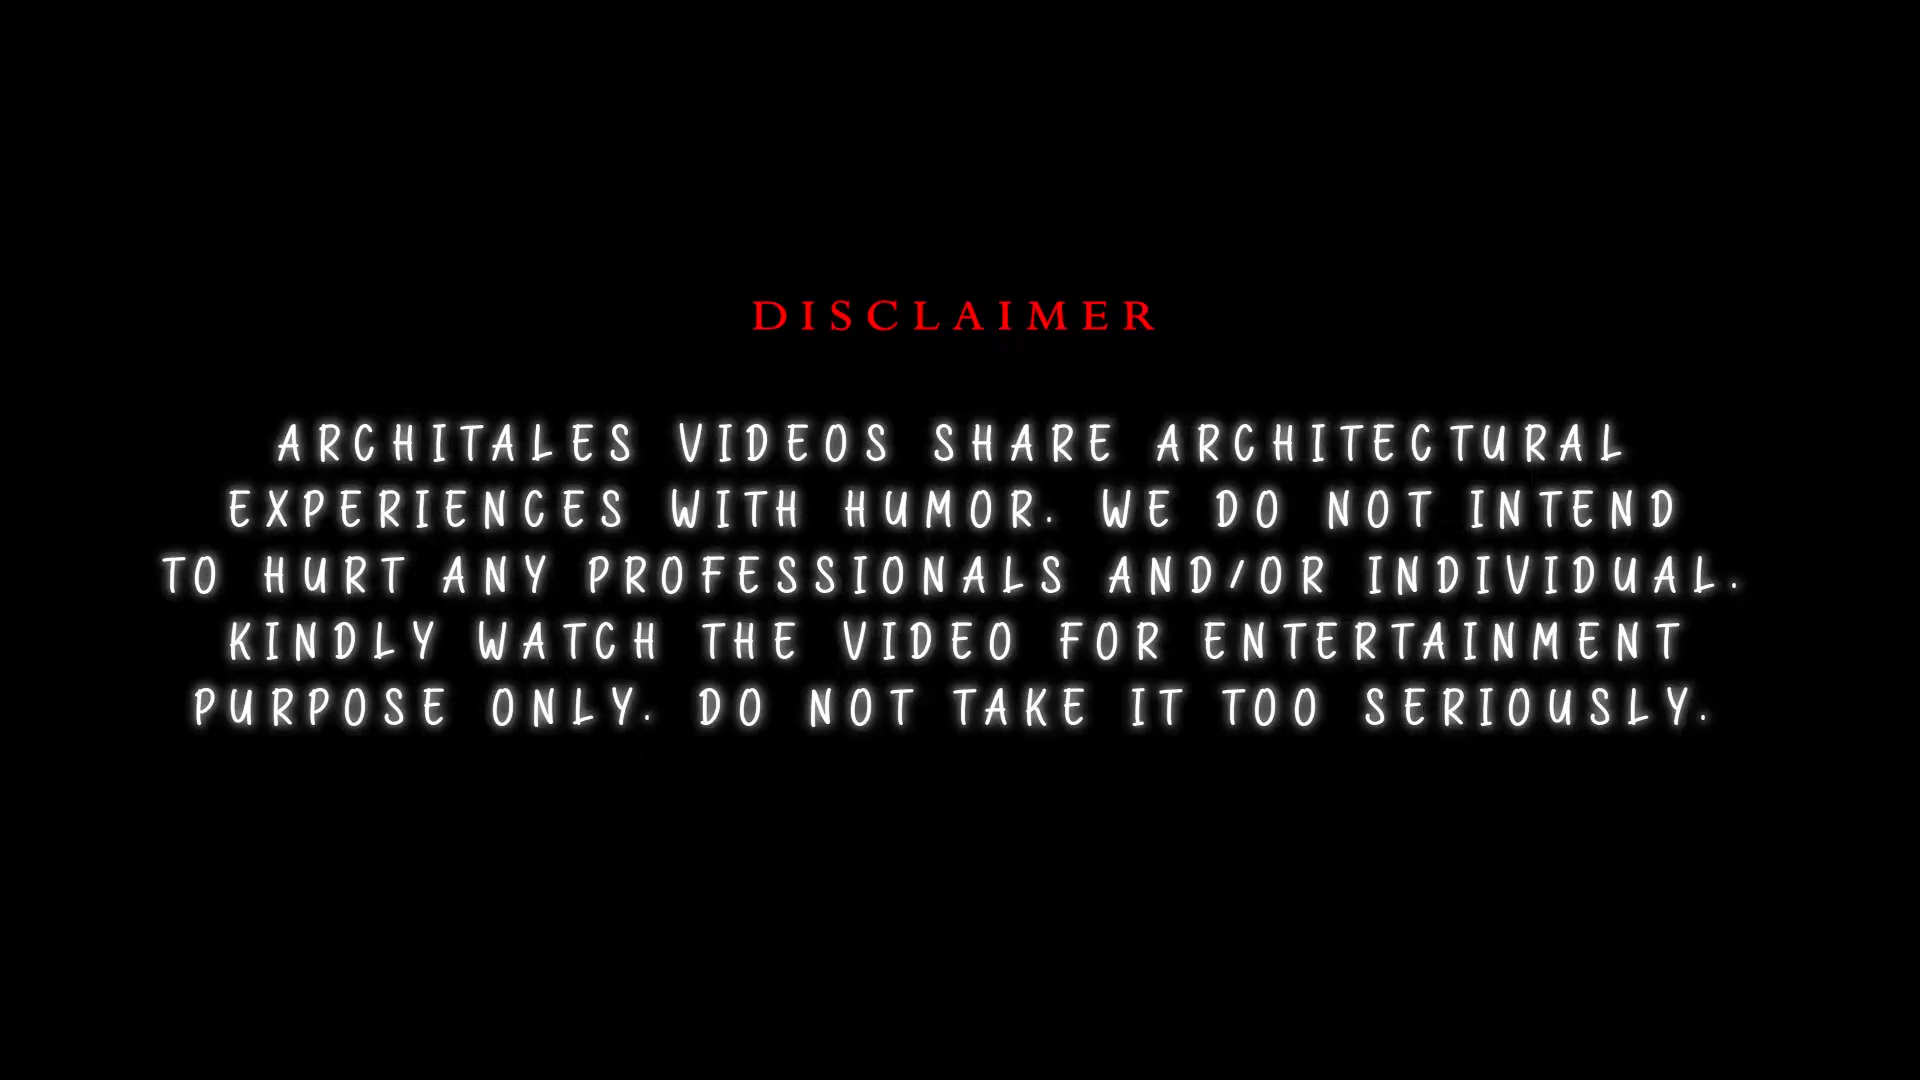 DISCLAIMER
ARCHITALES VIDEOS SHARE ARCHITECTURAL
EXPERIENCES WITH HUMOR. WE DO NOT INTEND
TO HURT ANY PROFESSIONALS AND/OR INDIVIDUAL.
KINDLY WATCH THE VIDEO FOR ENTERTAINMENT
PURPOSE ONLY. DO NOT TAKE IT TOO SERIOUSLY.